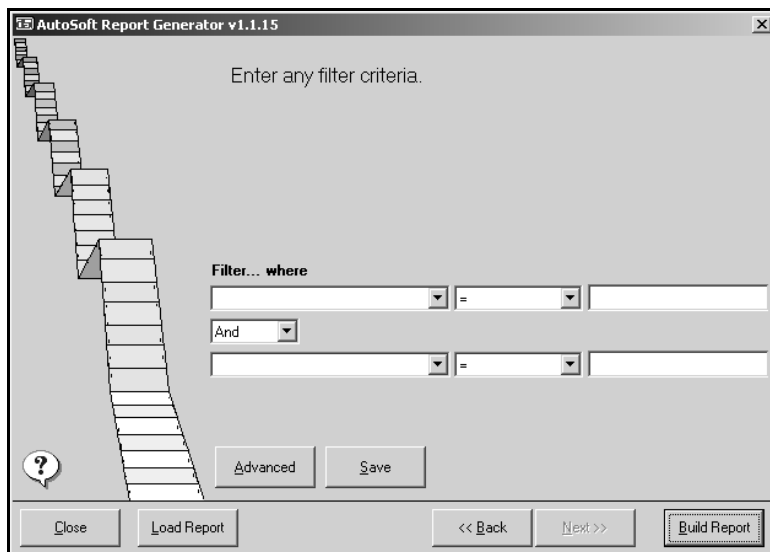 AutoSoft Report Generator v1.1.15
Enter any filter criteria.
Filter... where
=
And
=
?
Advanced Save
Close Load Report << Back Next >> Build Report